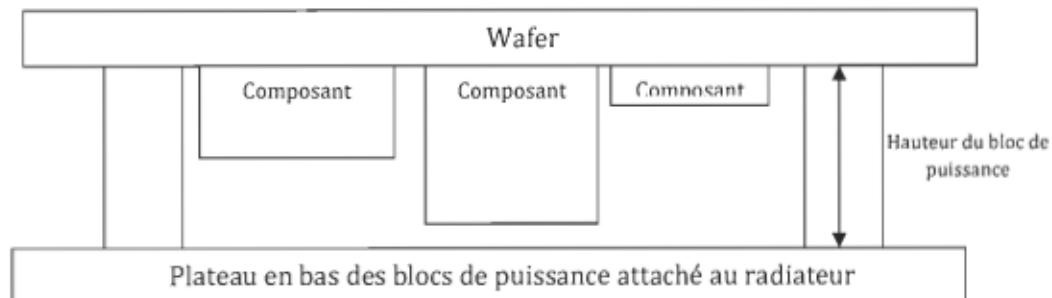 Wafer
Composant
Composant
Composant
Hauteur du bloc de
puissance
Plateau en bas des blocs de puissance attaché au radiateur